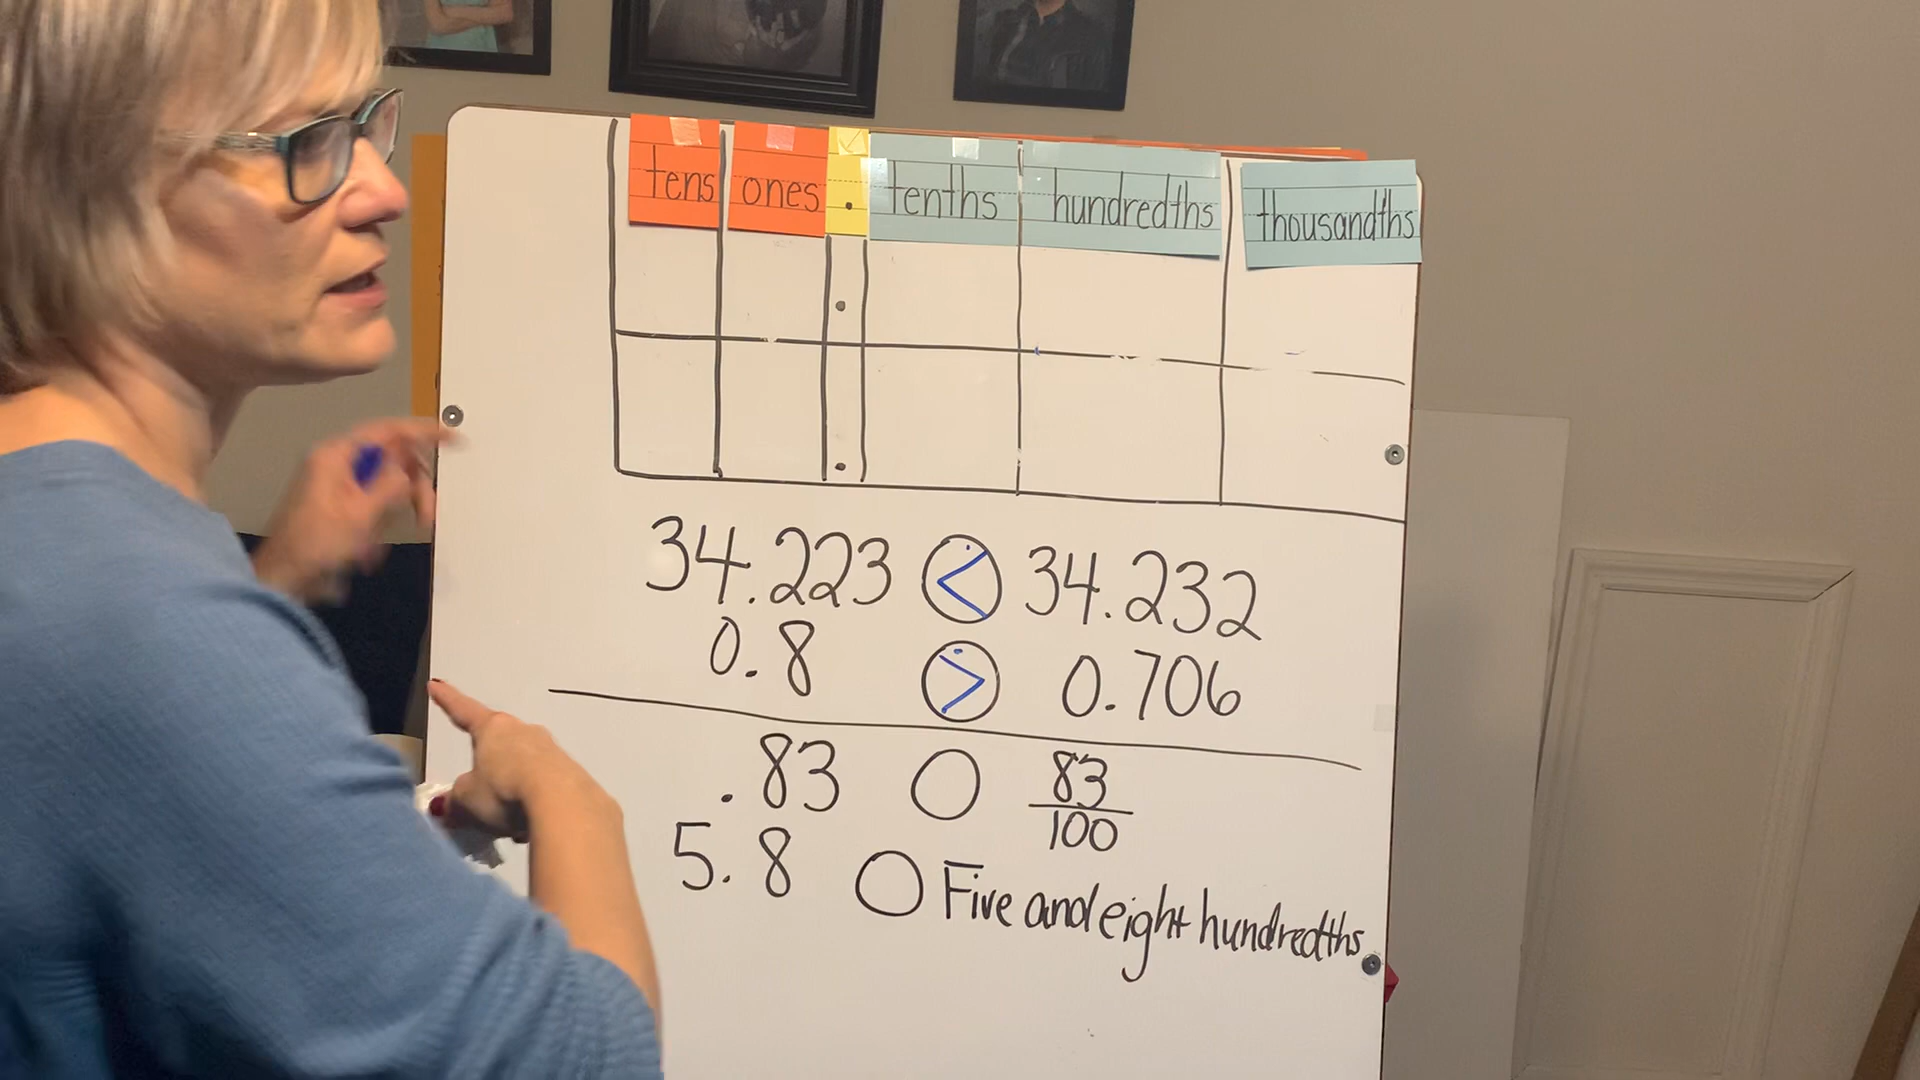 tens ones . tenths hundredths thousandths
.
.
34.223 < 34.232
0.8 > 0.706
.83 ◯ 83/100
5.8 ◯ Five and eight hundredths